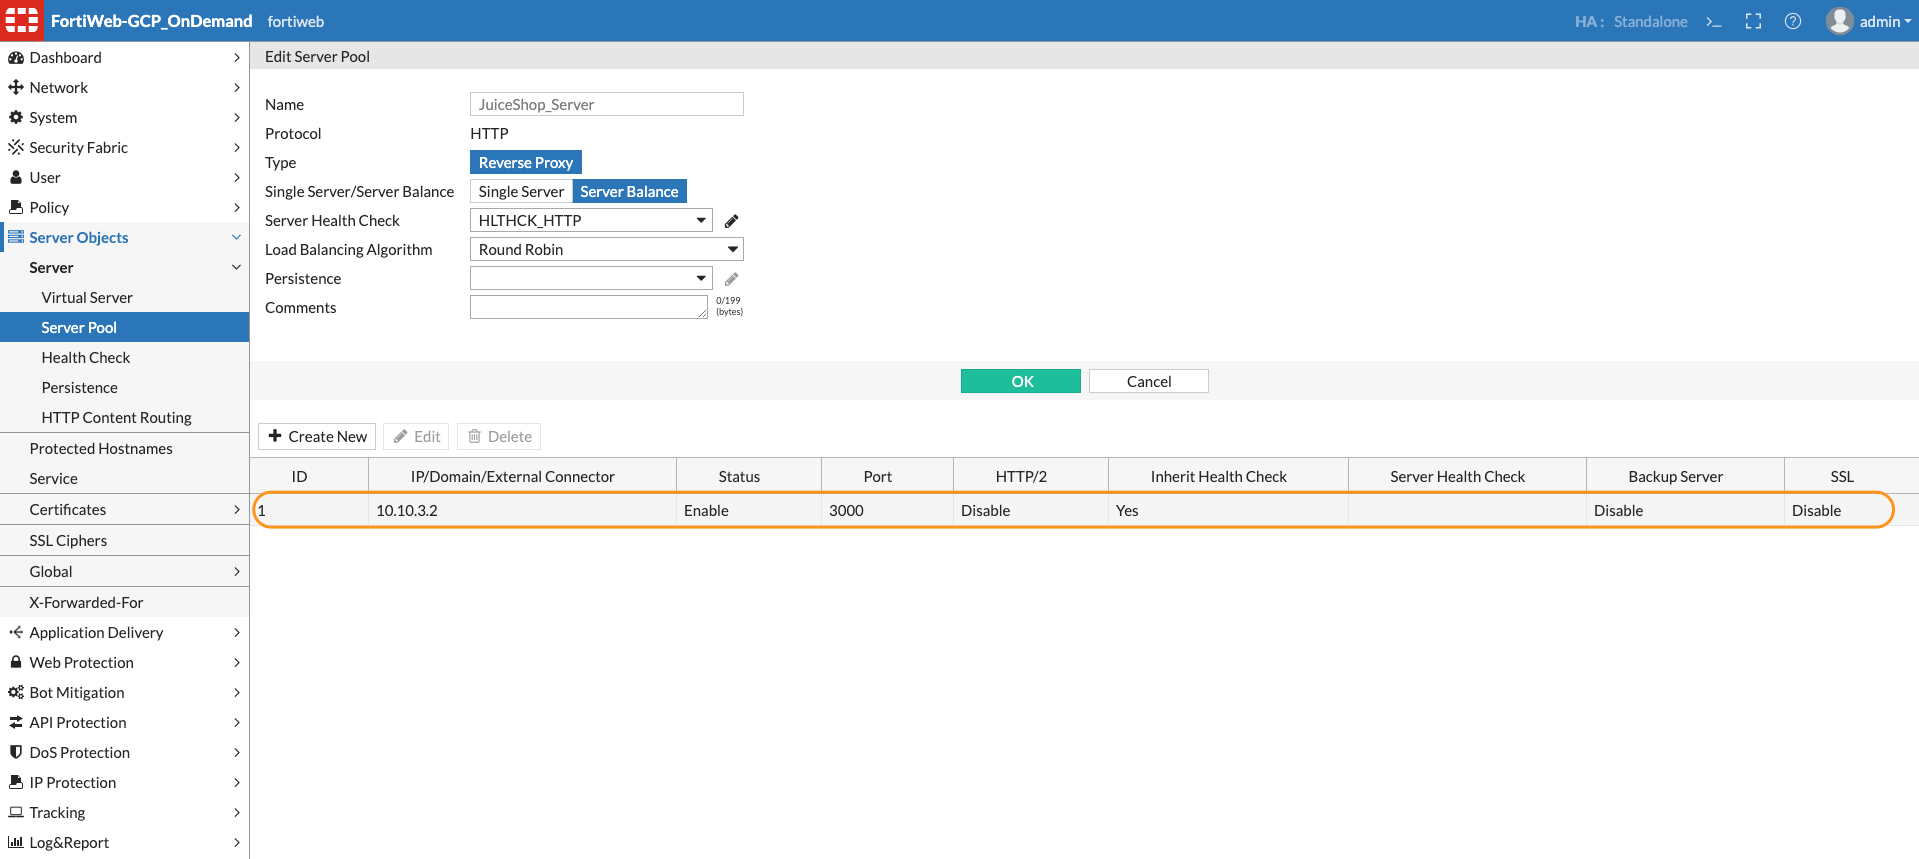 FortiWeb-GCP_OnDemand fortiweb HA : Standalone >_ admin
Dashboard
Network
System
Security Fabric
User
Policy
Server Objects
Server
Virtual Server
Server Pool
Health Check
Persistence
HTTP Content Routing
Protected Hostnames
Service
Certificates
SSL Ciphers
Global
X-Forwarded-For
Application Delivery
Web Protection
Bot Mitigation
API Protection
DoS Protection
IP Protection
Tracking
Log&Report
Edit Server Pool
Name JuiceShop_Server
Protocol HTTP
Type Reverse Proxy
Single Server/Server Balance Single Server Server Balance
Server Health Check HLTHCK_HTTP
Load Balancing Algorithm Round Robin
Persistence
Comments 0/199
(bytes)
OK Cancel
Create New Edit Delete
ID IP/Domain/External Connector Status Port HTTP/2 Inherit Health Check Server Health Check Backup Server SSL
1 10.10.3.2 Enable 3000 Disable Yes Disable Disable